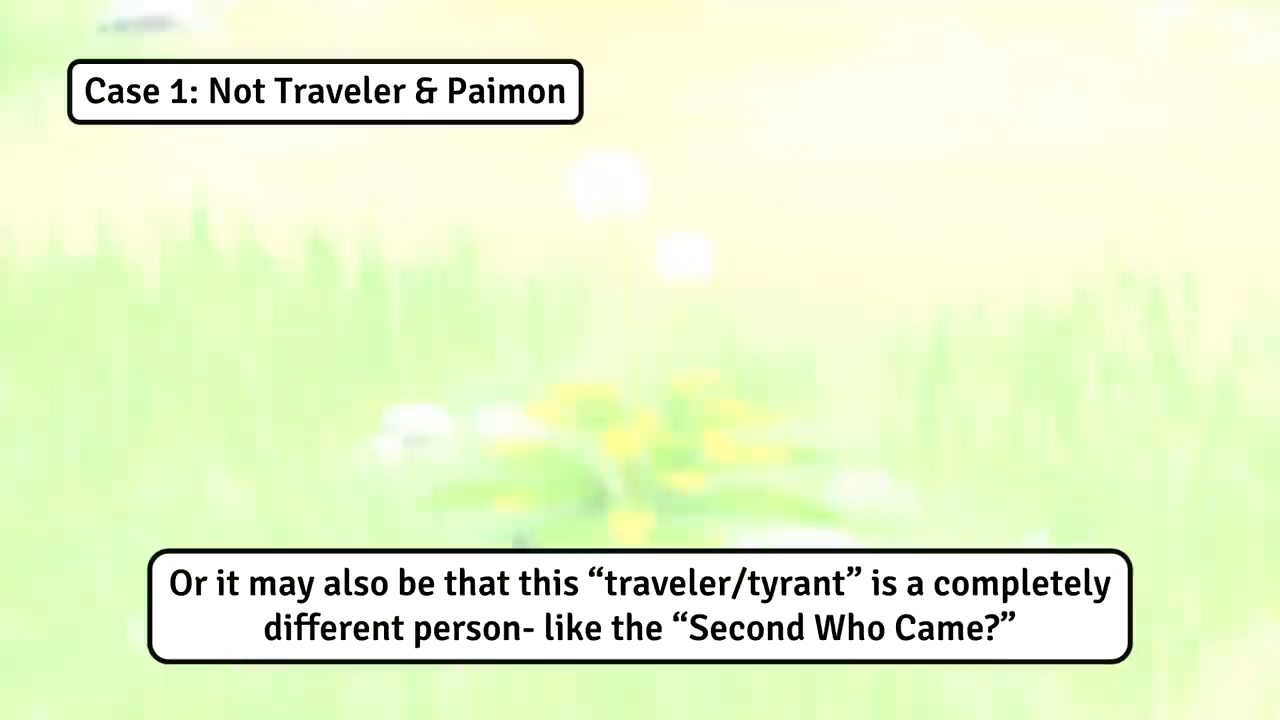 Case 1: Not Traveler & Paimon
Or it may also be that this “traveler/tyrant” is a completely
different person- like the “Second Who Came?”